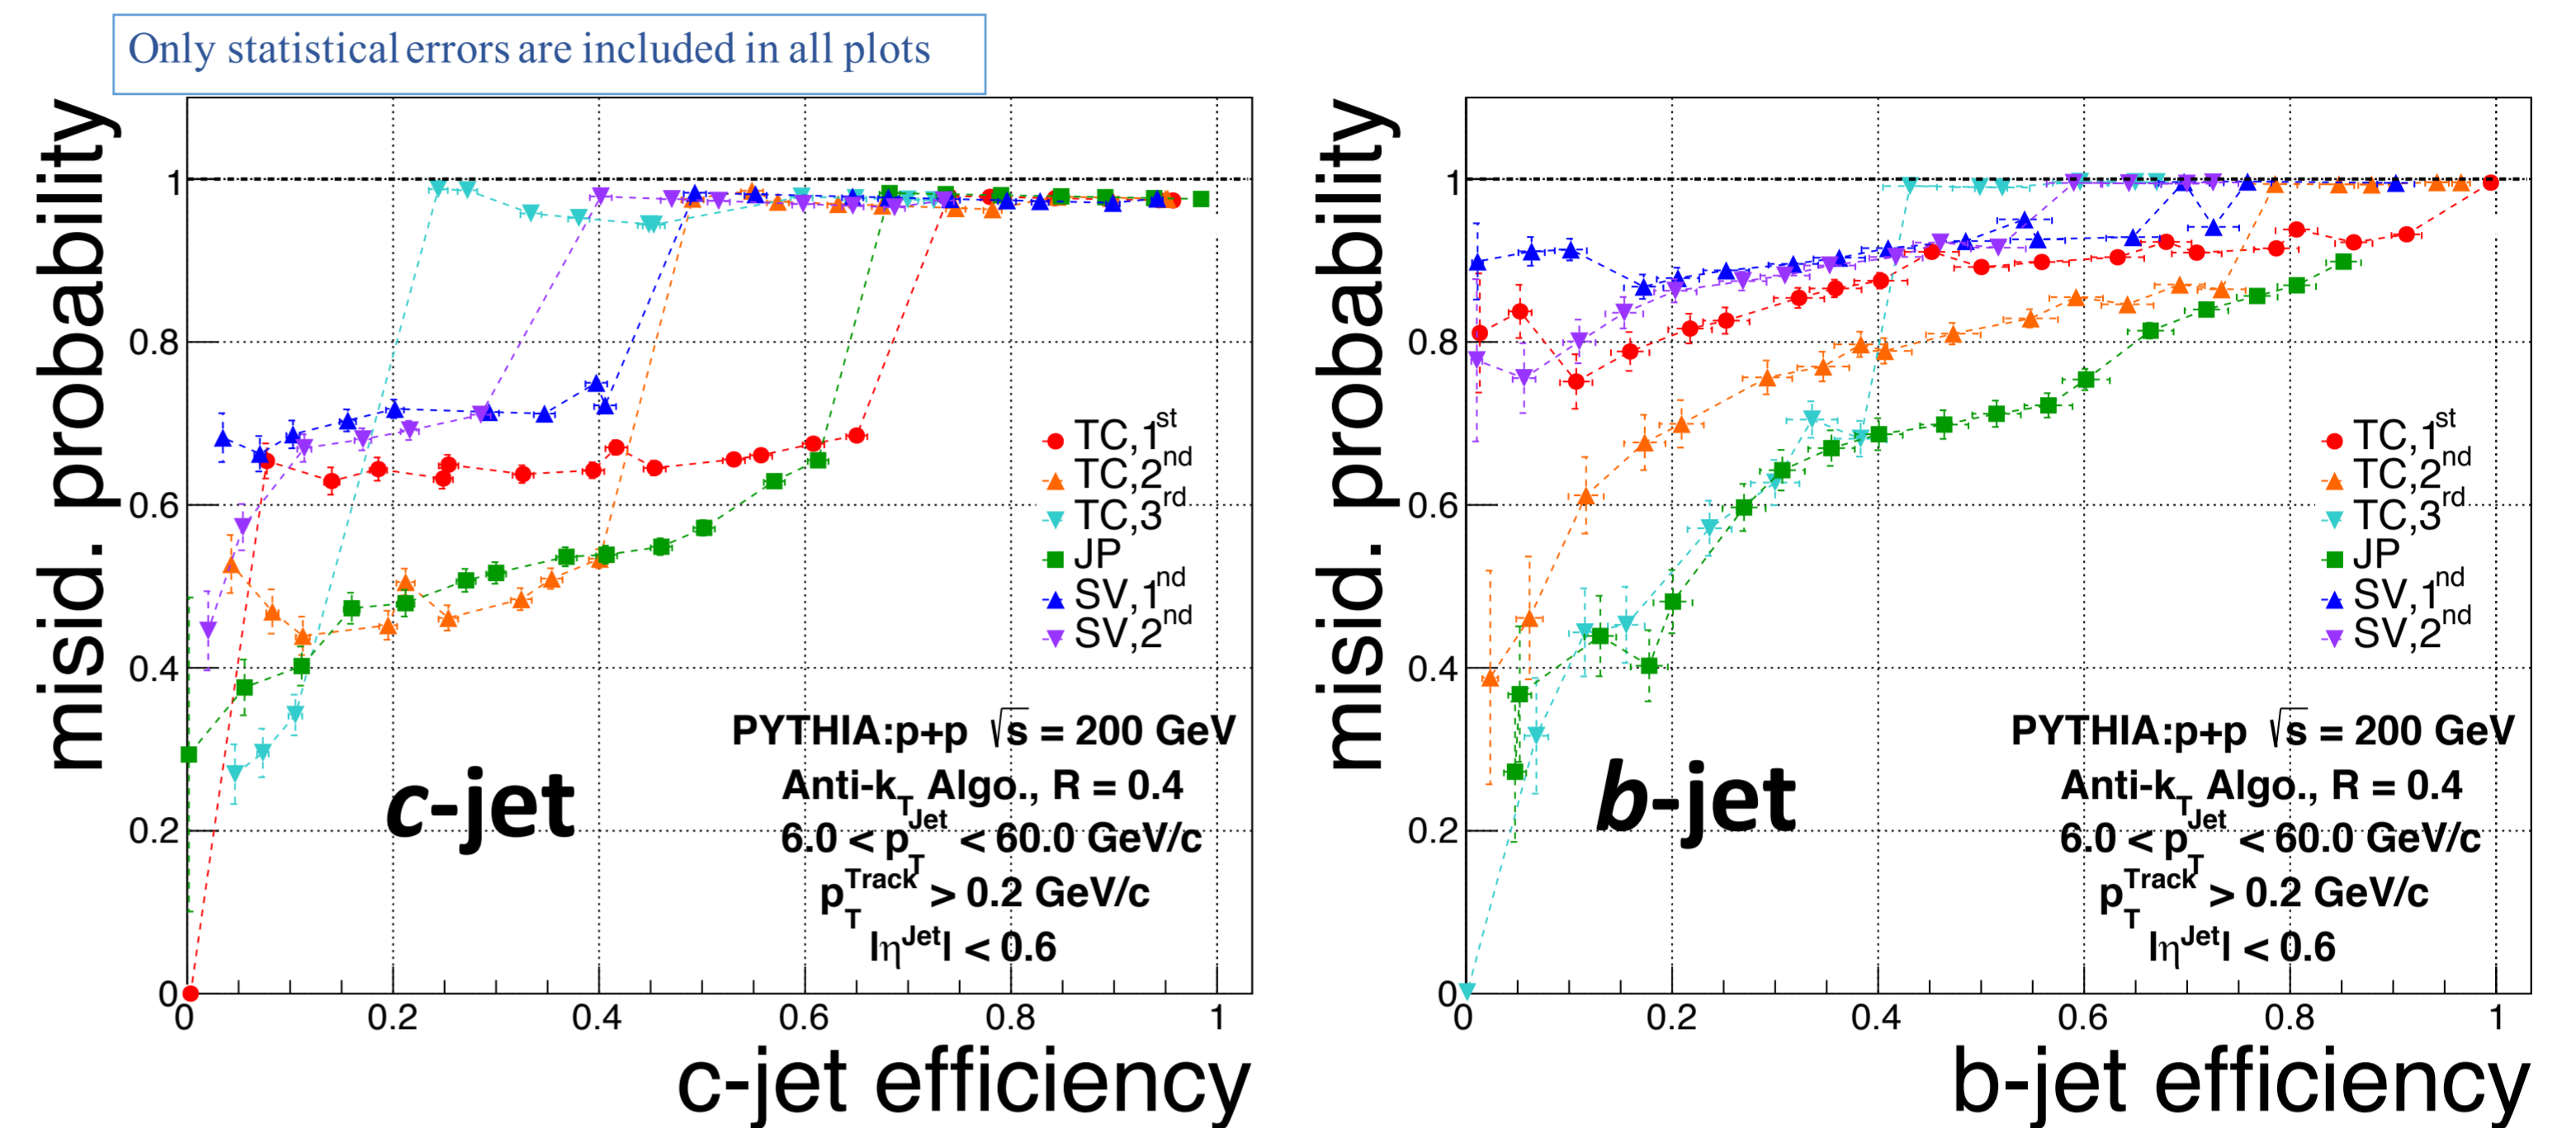 Only statistical errors are included in all plots
misid. probability
1
0.8
0.6
0.4
0.2
0
0 0.2 0.4 0.6 0.8 1
c-jet efficiency
TC,1st
TC,2nd
TC,3rd
JP
SV,1nd
SV,2nd
c-jet
PYTHIA:p+p √s = 200 GeV
Anti-kT Algo., R = 0.4
6.0 < pTJet < 60.0 GeV/c
pTTrack > 0.2 GeV/c
|ηJet| < 0.6
misid. probability
1
0.8
0.6
0.4
0.2
0
0 0.2 0.4 0.6 0.8 1
b-jet efficiency
TC,1st
TC,2nd
TC,3rd
JP
SV,1nd
SV,2nd
b-jet
PYTHIA:p+p √s = 200 GeV
Anti-kT Algo., R = 0.4
6.0 < pTJet < 60.0 GeV/c
pTTrack > 0.2 GeV/c
|ηJet| < 0.6